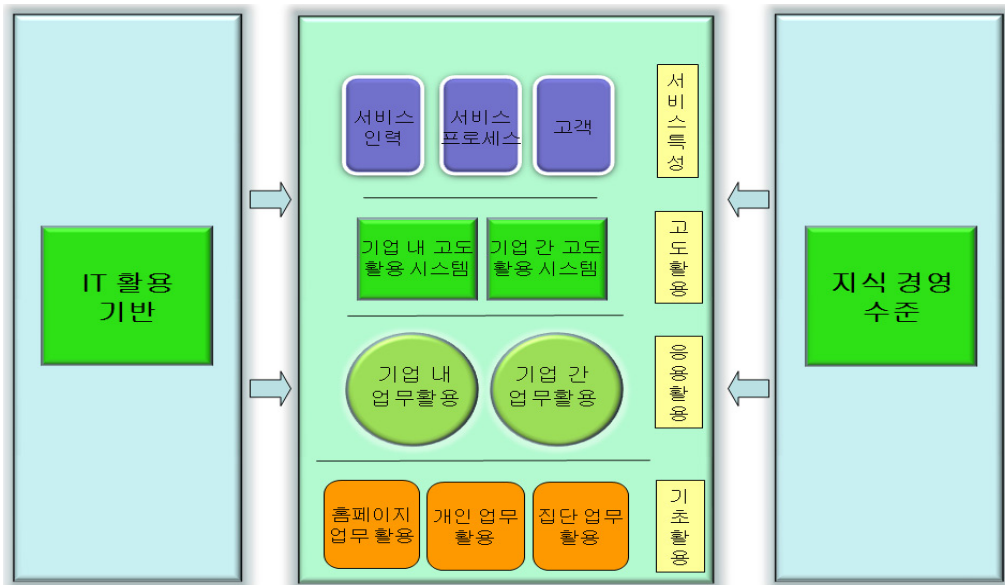 IT 활용
기반
서비스
인력
서비스
프로세스
고객
서비스특성
기업 내 고도
활용 시스템
기업 간 고도
활용 시스템
고도활용
기업 내
업무활용
기업 간
업무활용
응용활용
홈페이지
업무 활용
개인 업무
활용
집단 업무
활용
기초활용
지식 경영
수준